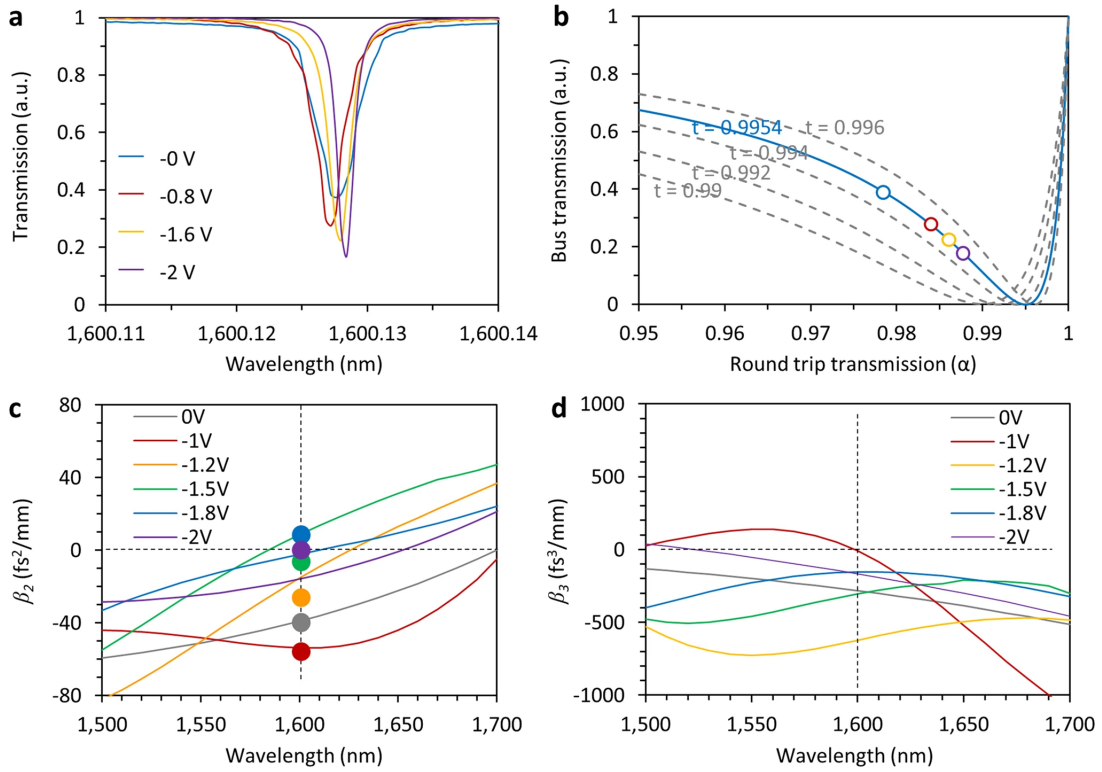 a
Transmission (a.u.)
1
0.8
0.6
0.4
0.2
0
-0 V
-0.8 V
-1.6 V
-2 V
1,600.11
1,600.12
1,600.13
1,600.14
Wavelength (nm)
b
Bus transmission (a.u.)
1
0.8
0.6
0.4
0.2
0
t = 0.9954
t = 0.996
t = 0.994
t = 0.992
t = 0.99
0.95
0.96
0.97
0.98
0.99
1
Round trip transmission (α)
c
β2 (fs²/mm)
80
40
0
-40
-80
0V
-1V
-1.2V
-1.5V
-1.8V
-2V
1,500
1,550
1,600
1,650
1,700
Wavelength (nm)
d
β3 (fs³/mm)
1000
500
0
-500
-1000
0V
-1V
-1.2V
-1.5V
-1.8V
-2V
1,500
1,550
1,600
1,650
1,700
Wavelength (nm)